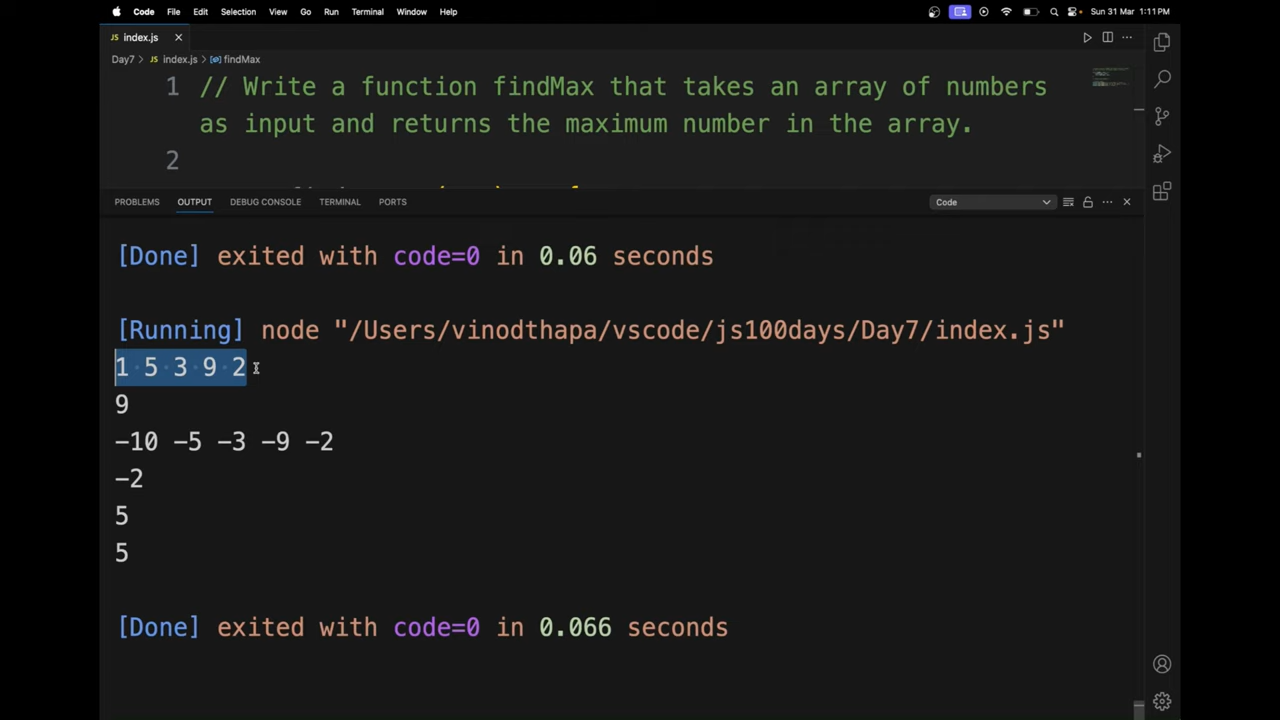 Code File Edit Selection View Go Run Terminal Window Help Sun 31 Mar 1:11 PM
JS index.js
Day7 > JS index.js > findMax
1 // Write a function findMax that takes an array of numbers
as input and returns the maximum number in the array.
2
PROBLEMS OUTPUT DEBUG CONSOLE TERMINAL PORTS Code
[Done] exited with code=0 in 0.06 seconds
[Running] node "/Users/vinodthapa/vscode/js100days/Day7/index.js"
1 5 3 9 2
9
-10 -5 -3 -9 -2
-2
5
5
[Done] exited with code=0 in 0.066 seconds